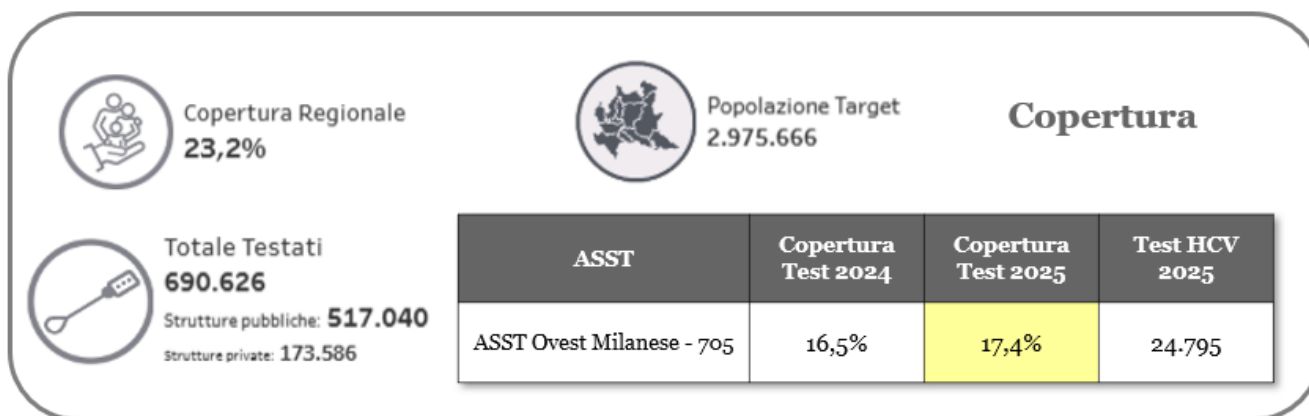 Copertura Regionale
23,2%
Popolazione Target
2.975.666
Copertura
Totale Testati
690.626
Strutture pubbliche: 517.040
Strutture private: 173.586
ASST
Copertura
Test 2024
Copertura
Test 2025
Test HCV
2025
ASST Ovest Milanese - 705
16,5%
17,4%
24.795